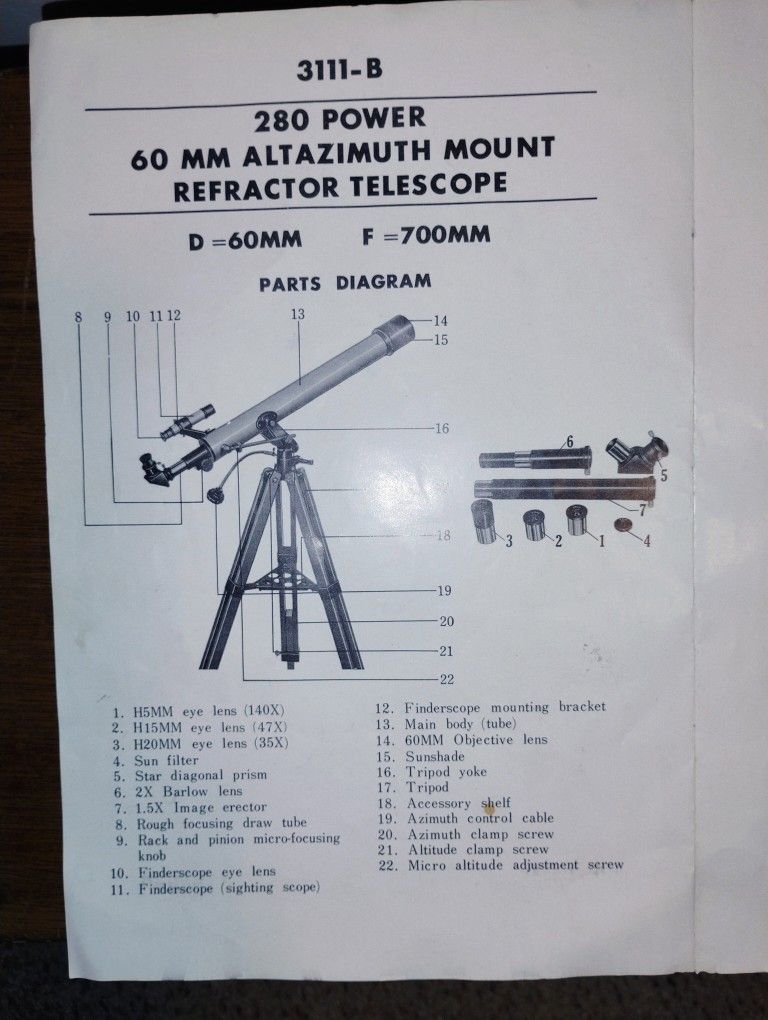 3111-B
280 POWER
60 MM ALTAZIMUTH MOUNT
REFRACTOR TELESCOPE
D =60MM F =700MM
PARTS DIAGRAM
8 9 10 11 12 13
14
15
16
6
5
7
3 2 1 4
18
19
20
21
22
1. H5MM eye lens (140X)
2. H15MM eye lens (47X)
3. H20MM eye lens (35X)
4. Sun filter
5. Star diagonal prism
6. 2X Barlow lens
7. 1.5X Image erector
8. Rough focusing draw tube
9. Rack and pinion micro-focusing
knob
10. Finderscope eye lens
11. Finderscope (sighting scope)
12. Finderscope mounting bracket
13. Main body (tube)
14. 60MM Objective lens
15. Sunshade
16. Tripod yoke
17. Tripod
18. Accessory shelf
19. Azimuth control cable
20. Azimuth clamp screw
21. Altitude clamp screw
22. Micro altitude adjustment screw